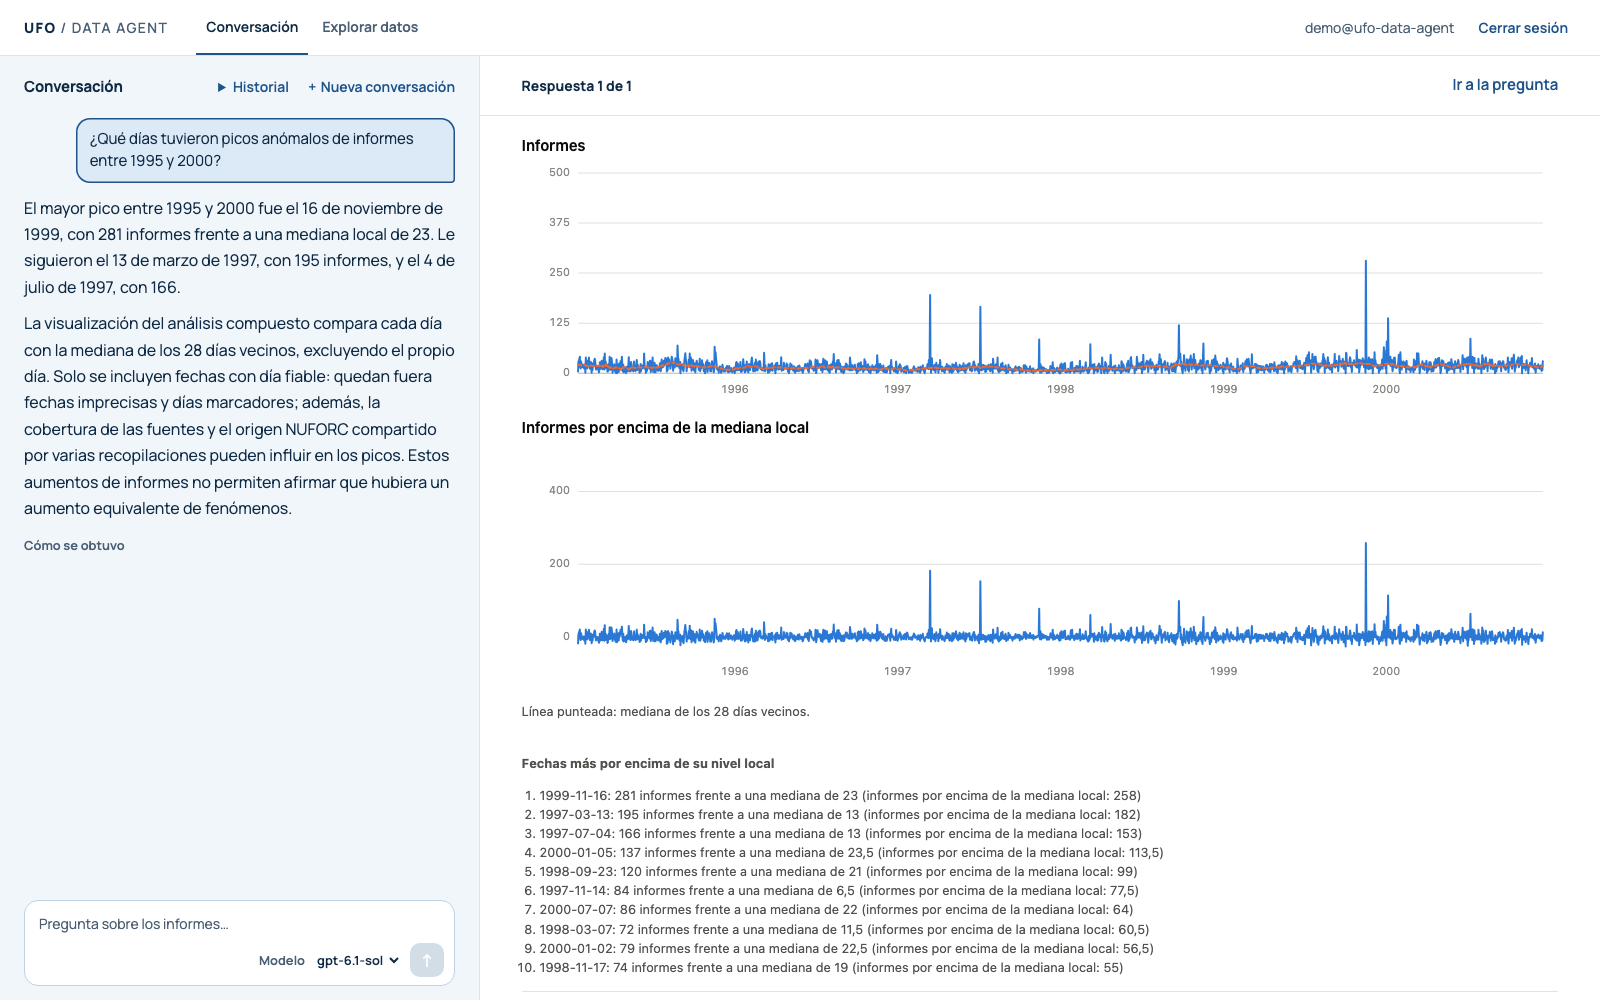 UFO / DATA AGENT
Conversación
Explorar datos
demo@ufo-data-agent
Cerrar sesión
Conversación
Historial
+ Nueva conversación
¿Qué días tuvieron picos anómalos de informes
entre 1995 y 2000?
El mayor pico entre 1995 y 2000 fue el 16 de noviembre de
1999, con 281 informes frente a una mediana local de 23. Le
siguieron el 13 de marzo de 1997, con 195 informes, y el 4 de
julio de 1997, con 166.
La visualización del análisis compuesto compara cada día
con la mediana de los 28 días vecinos, excluyendo el propio
día. Solo se incluyen fechas con día fiable: quedan fuera
fechas imprecisas y días marcadores; además, la
cobertura de las fuentes y el origen NUFORC compartido
por varias recopilaciones pueden influir en los picos. Estos
aumentos de informes no permiten afirmar que hubiera un
aumento equivalente de fenómenos.
Cómo se obtuvo
Pregunta sobre los informes…
Modelo gpt-6.1-sol
Respuesta 1 de 1
Ir a la pregunta
Informes
500
375
250
125
0
1996 1997 1998 1999 2000
Informes por encima de la mediana local
400
200
0
1996 1997 1998 1999 2000
Línea punteada: mediana de los 28 días vecinos.
Fechas más por encima de su nivel local
1. 1999-11-16: 281 informes frente a una mediana de 23 (informes por encima de la mediana local: 258)
2. 1997-03-13: 195 informes frente a una mediana de 13 (informes por encima de la mediana local: 182)
3. 1997-07-04: 166 informes frente a una mediana de 13 (informes por encima de la mediana local: 153)
4. 2000-01-05: 137 informes frente a una mediana de 23,5 (informes por encima de la mediana local: 113,5)
5. 1998-09-23: 120 informes frente a una mediana de 21 (informes por encima de la mediana local: 99)
6. 1997-11-14: 84 informes frente a una mediana de 6,5 (informes por encima de la mediana local: 77,5)
7. 2000-07-07: 86 informes frente a una mediana de 22 (informes por encima de la mediana local: 64)
8. 1998-03-07: 72 informes frente a una mediana de 11,5 (informes por encima de la mediana local: 60,5)
9. 2000-01-02: 79 informes frente a una mediana de 22,5 (informes por encima de la mediana local: 56,5)
10. 1998-11-17: 74 informes frente a una mediana de 19 (informes por encima de la mediana local: 55)